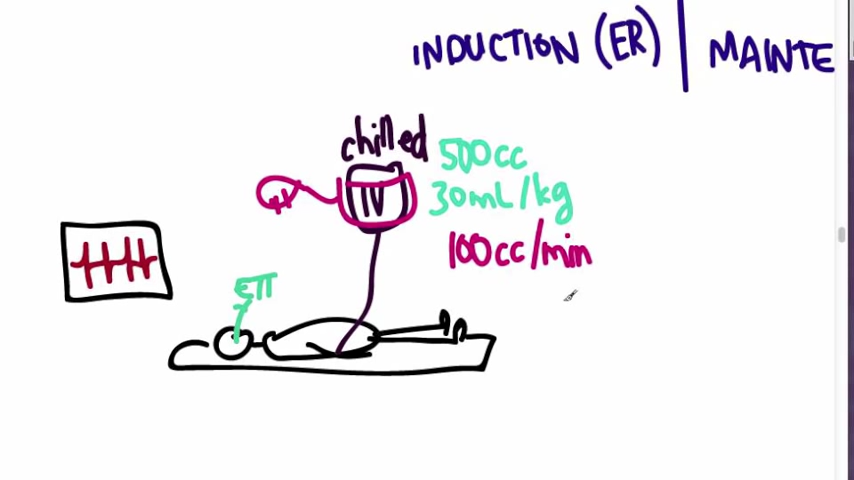 INDUCTION (ER) | MAINTE
chilled
500cc
30mL/kg
100cc/min
IV
ETT